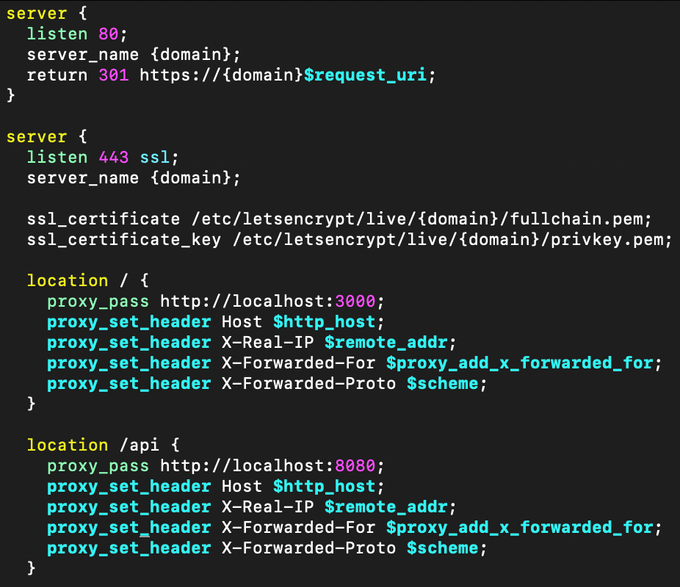 server {
  listen 80;
  server_name {domain};
  return 301 https://{domain}$request_uri;
}

server {
  listen 443 ssl;
  server_name {domain};

  ssl_certificate /etc/letsencrypt/live/{domain}/fullchain.pem;
  ssl_certificate_key /etc/letsencrypt/live/{domain}/privkey.pem;

  location / {
    proxy_pass http://localhost:3000;
    proxy_set_header Host $http_host;
    proxy_set_header X-Real-IP $remote_addr;
    proxy_set_header X-Forwarded-For $proxy_add_x_forwarded_for;
    proxy_set_header X-Forwarded-Proto $scheme;
  }

  location /api {
    proxy_pass http://localhost:8080;
    proxy_set_header Host $http_host;
    proxy_set_header X-Real-IP $remote_addr;
    proxy_set_header X-Forwarded-For $proxy_add_x_forwarded_for;
    proxy_set_header X-Forwarded-Proto $scheme;
  }